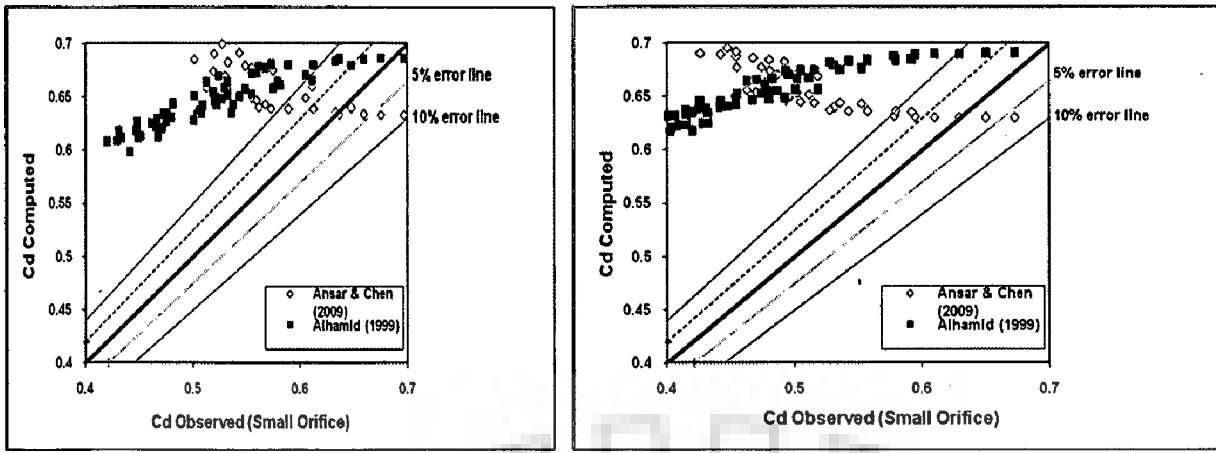 0.7
0.65
0.6
0.55
0.5
0.45
0.4
Cd Computed
5% error line
10% error line
Ansar & Chen
(2009)
Alhamid (1999)
0.4
0.5
0.6
0.7
Cd Observed (Small Orifice)
0.7
0.65
0.6
0.55
0.5
0.45
0.4
Cd Computed
5% error line
10% error line
Ansar & Chen
(2009)
Alhamid (1999)
0.4
0.5
0.6
0.7
Cd Observed (Small Orifice)